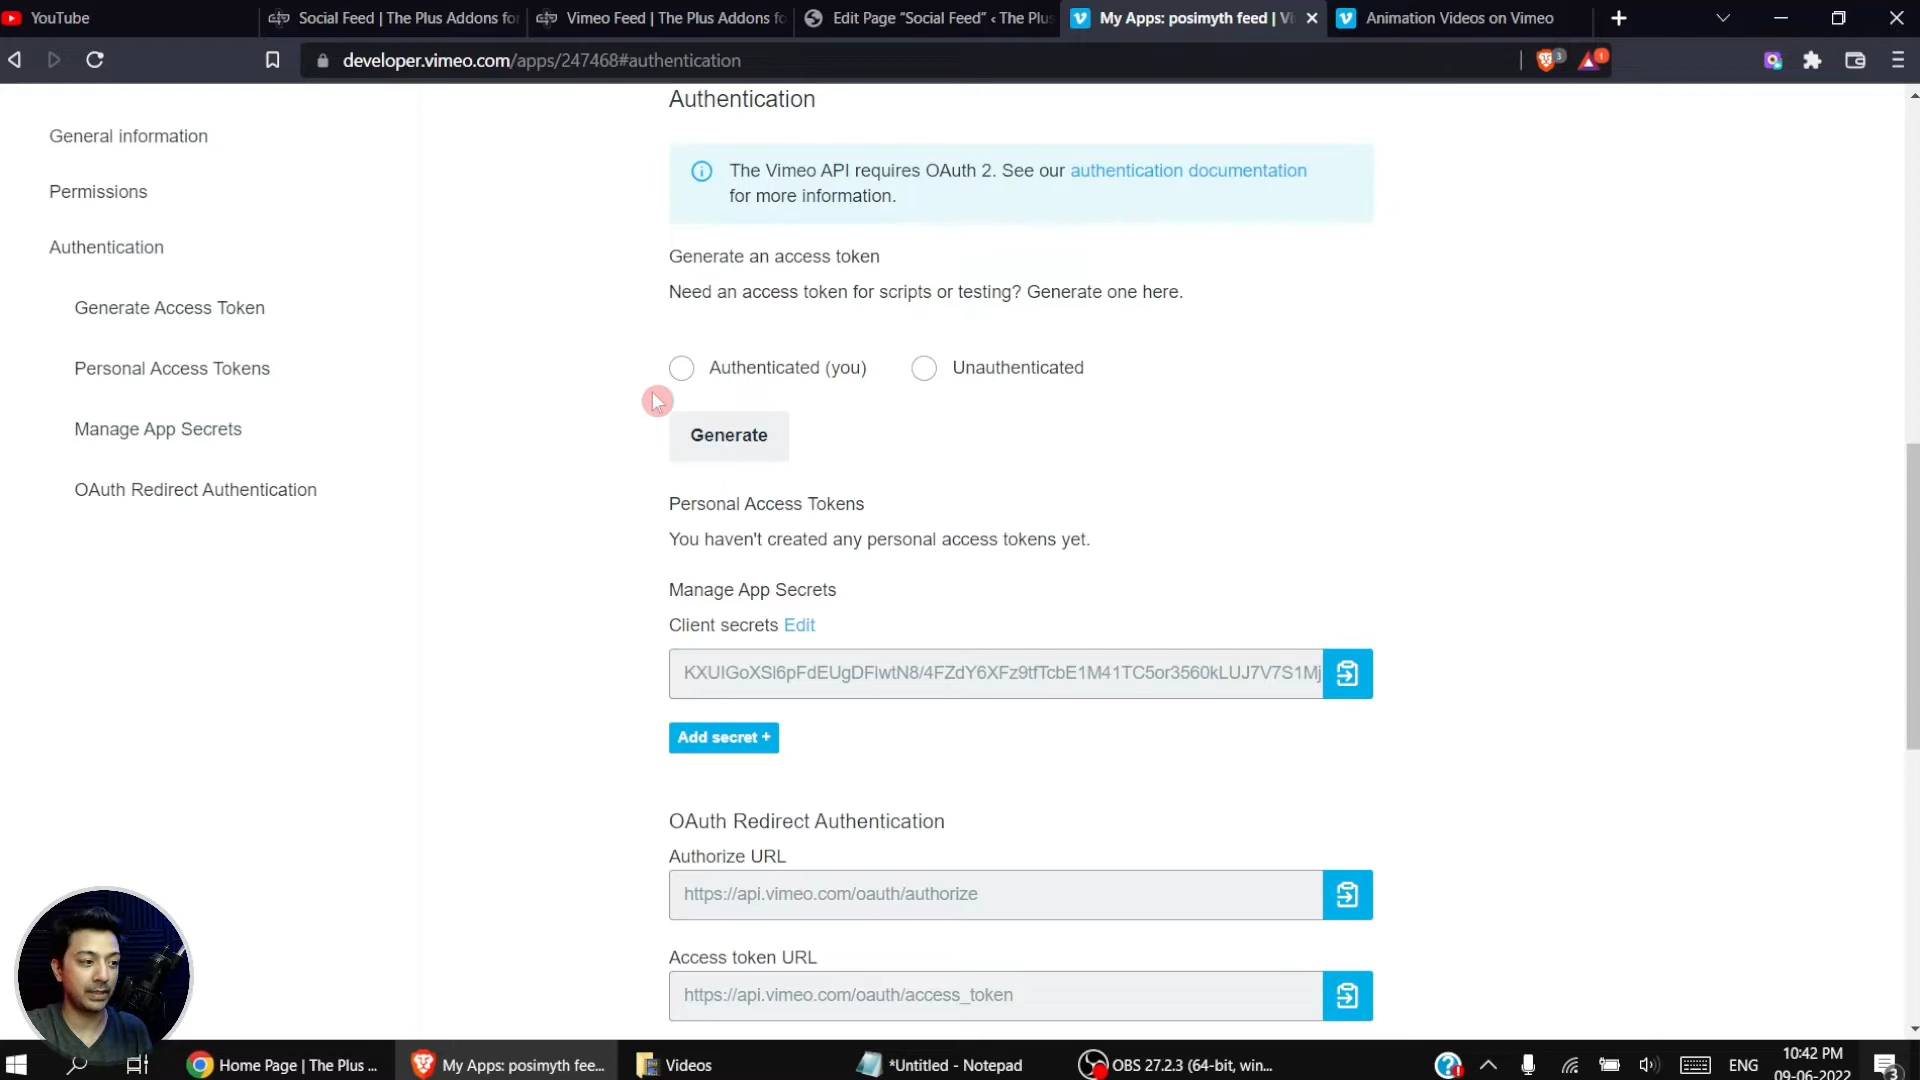 YouTube
Social Feed | The Plus Addons fo
Vimeo Feed | The Plus Addons fo
Edit Page “Social Feed” ‹ The Plus
My Apps: posimyth feed | Vi
Animation Videos on Vimeo
developer.vimeo.com/apps/247468#authentication
3
1
General information
Permissions
Authentication
Generate Access Token
Personal Access Tokens
Manage App Secrets
OAuth Redirect Authentication
Authentication
The Vimeo API requires OAuth 2. See our authentication documentation
for more information.
Generate an access token
Need an access token for scripts or testing? Generate one here.
Authenticated (you)
Unauthenticated
Generate
Personal Access Tokens
You haven't created any personal access tokens yet.
Manage App Secrets
Client secrets Edit
KXUIGoXSl6pFdEUgDFlwtN8/4FZdY6XFz9tfTcbE1M41TC5or3560kLUJ7V7S1Mj
Add secret +
OAuth Redirect Authentication
Authorize URL
https://api.vimeo.com/oauth/authorize
Access token URL
https://api.vimeo.com/oauth/access_token
Home Page | The Plus ...
My Apps: posimyth fee...
Videos
*Untitled - Notepad
OBS 27.2.3 (64-bit, win...
ENG
10:42 PM
09-06-2022
3